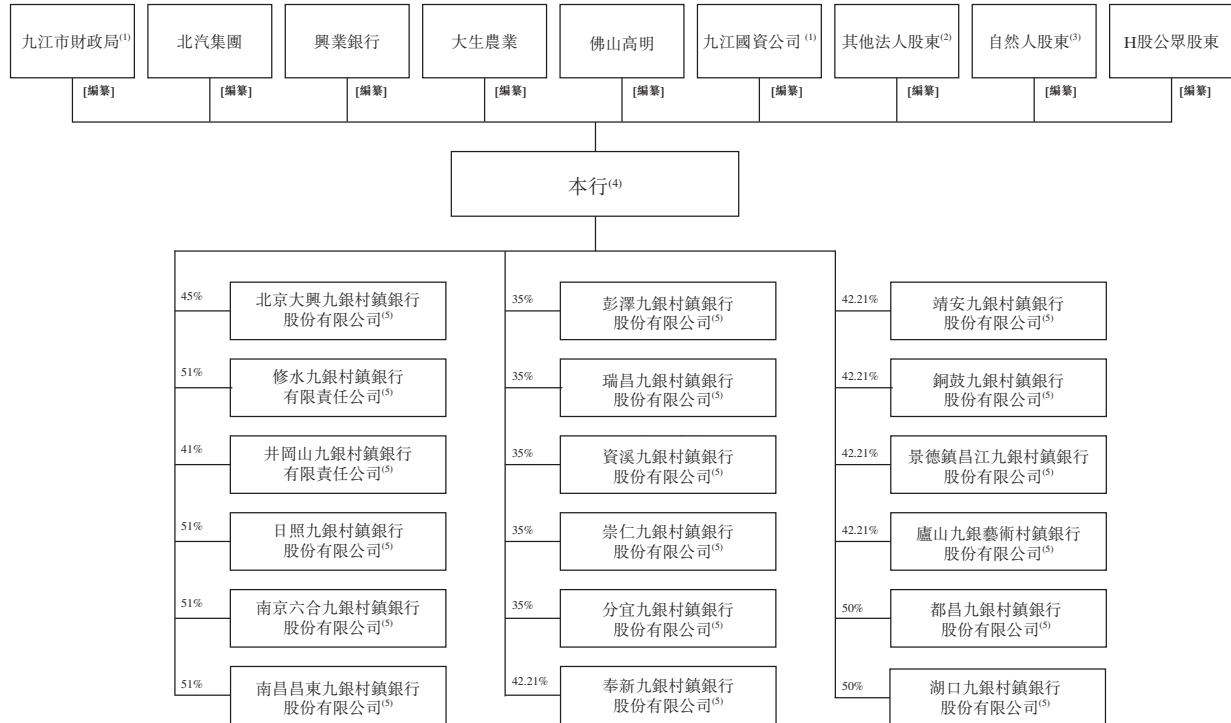 九江市財政局(1)
北汽集團
興業銀行
大生農業
佛山高明
九江國資公司(1)
其他法人股東(2)
自然人股東(3)
H股公眾股東
[編纂]
[編纂]
[編纂]
[編纂]
[編纂]
[編纂]
[編纂]
[編纂]
[編纂]
本行(4)
45%
北京大興九銀村鎮銀行
股份有限公司(5)
51%
修水九銀村鎮銀行
有限責任公司(5)
41%
井岡山九銀村鎮銀行
有限責任公司(5)
51%
日照九銀村鎮銀行
股份有限公司(5)
51%
南京六合九銀村鎮銀行
股份有限公司(5)
51%
南昌昌東九銀村鎮銀行
股份有限公司(5)
35%
彭澤九銀村鎮銀行
股份有限公司(5)
35%
瑞昌九銀村鎮銀行
股份有限公司(5)
35%
資溪九銀村鎮銀行
股份有限公司(5)
35%
崇仁九銀村鎮銀行
股份有限公司(5)
35%
分宜九銀村鎮銀行
股份有限公司(5)
42.21%
奉新九銀村鎮銀行
股份有限公司(5)
42.21%
靖安九銀村鎮銀行
股份有限公司(5)
42.21%
銅鼓九銀村鎮銀行
股份有限公司(5)
42.21%
景德鎮昌江九銀村鎮銀行
股份有限公司(5)
42.21%
廬山九銀藝術村鎮銀行
股份有限公司(5)
50%
都昌九銀村鎮銀行
股份有限公司(5)
50%
湖口九銀村鎮銀行
股份有限公司(5)